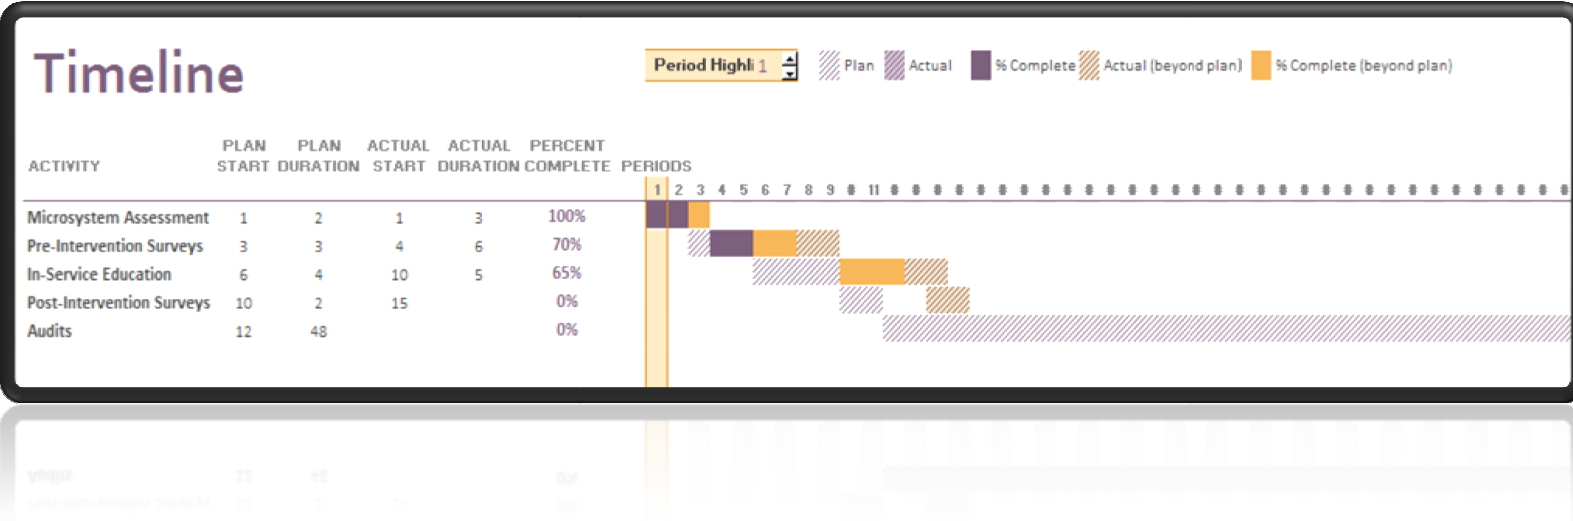 Timeline
Period Highli 1
Plan
Actual
% Complete
Actual (beyond plan)
% Complete (beyond plan)
ACTIVITY PLAN START PLAN DURATION ACTUAL START ACTUAL DURATION PERCENT COMPLETE PERIODS
1 2 3 4 5 6 7 8 9 # 11 # # # # # # # # # # # # # # # # # # # # # # # # # # # # # # # # #
Microsystem Assessment 1 2 1 3 100%
Pre-Intervention Surveys 3 3 4 6 70%
In-Service Education 6 4 10 5 65%
Post-Intervention Surveys 10 2 15 0%
Audits 12 48 0%